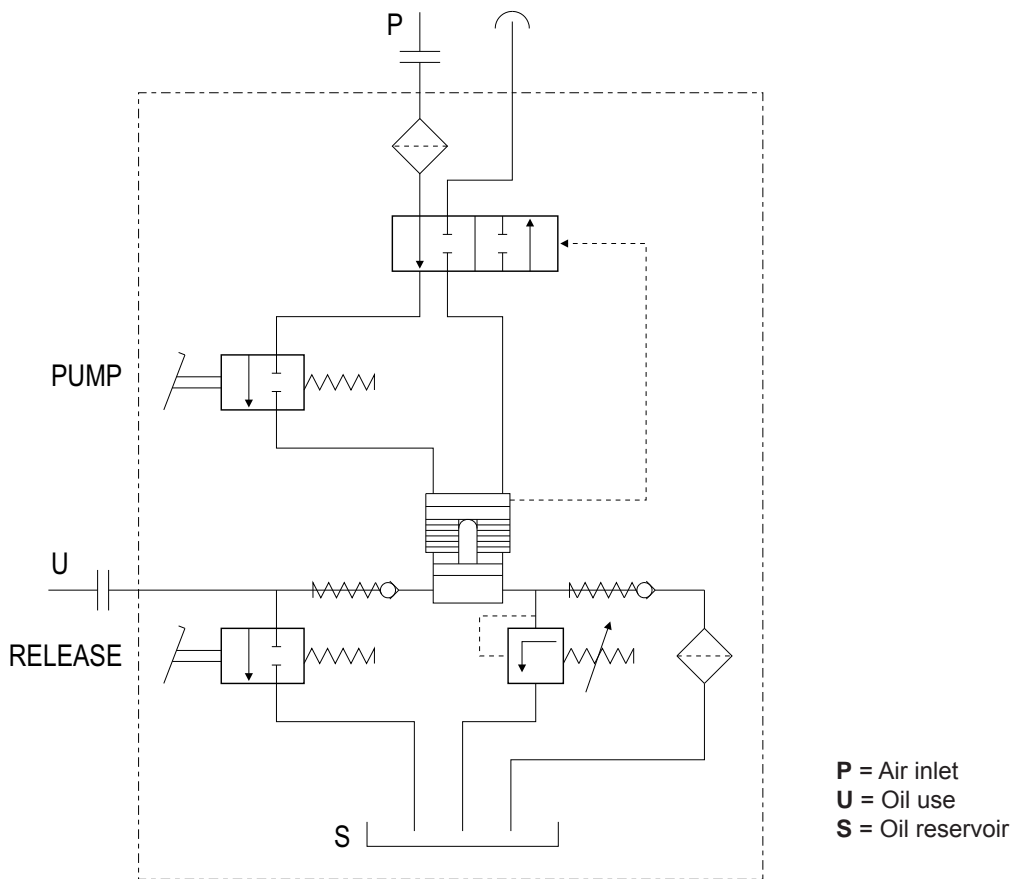 P
PUMP
U
RELEASE
S
P = Air inlet
U = Oil use
S = Oil reservoir